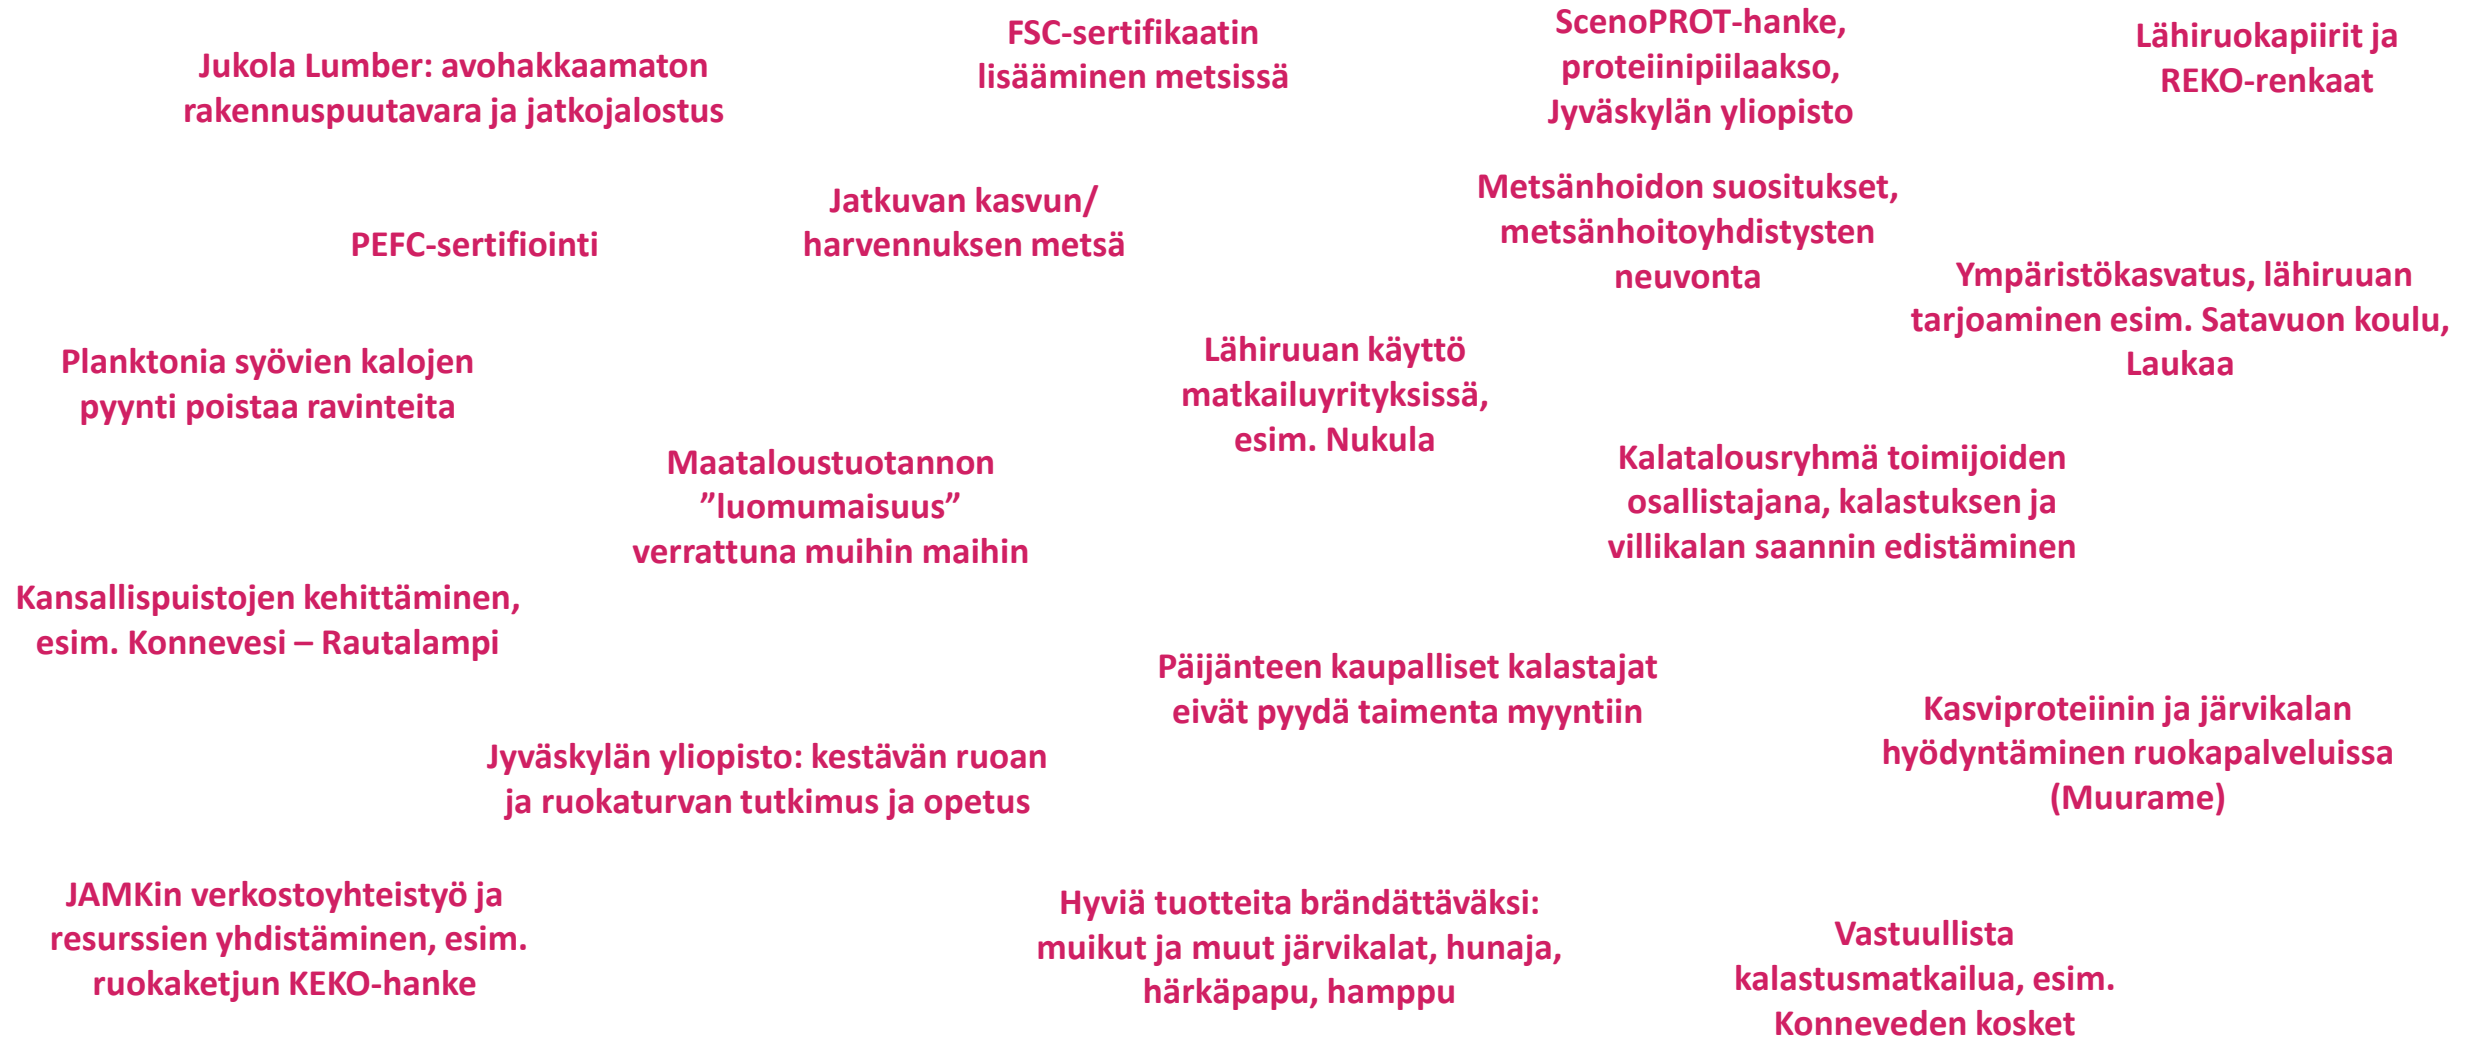 Jukola Lumber: avohakkaamaton
rakennuspuutavara ja jatkojalostus
FSC-sertifikaatin
lisääminen metsissä
ScenoPROT-hanke,
proteiinipiilaakso,
Jyväskylän yliopisto
Lähiruokapiirit ja
REKO-renkaat
PEFC-sertifiointi
Jatkuvan kasvun/
harvennuksen metsä
Metsänhoidon suositukset,
metsänhoitoyhdistysten
neuvonta
Ympäristökasvatus, lähiruuan
tarjoaminen esim. Satavuon koulu,
Laukaa
Planktonia syövien kalojen
pyynti poistaa ravinteita
Lähiruuan käyttö
matkailuyrityksissä,
esim. Nukula
Maataloustuotannon
”luomumaisuus”
verrattuna muihin maihin
Kalatalousryhmä toimijoiden
osallistajana, kalastuksen ja
villikalan saannin edistäminen
Kansallispuistojen kehittäminen,
esim. Konnevesi – Rautalampi
Päijänteen kaupalliset kalastajat
eivät pyydä taimenta myyntiin
Kasviproteiinin ja järvikalan
hyödyntäminen ruokapalveluissa
(Muurame)
Jyväskylän yliopisto: kestävän ruoan
ja ruokaturvan tutkimus ja opetus
JAMKin verkostoyhteistyö ja
resurssien yhdistäminen, esim.
ruokaketjun KEKO-hanke
Hyviä tuotteita brändättäväksi:
muikut ja muut järvikalat, hunaja,
härkäpapu, hamppu
Vastuullista
kalastusmatkailua, esim.
Konneveden kosket